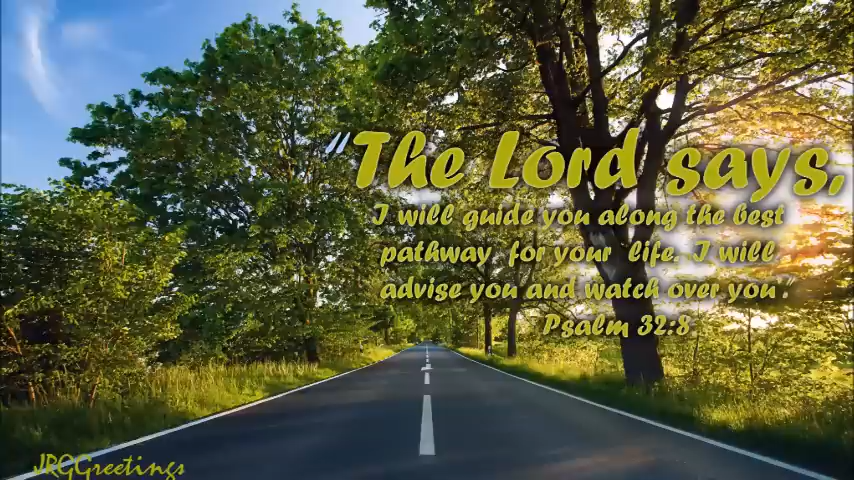 "The Lord says,
I will guide you along the best
pathway for your life. I will
advise you and watch over you".
Psalm 32:8
JRGGreetings